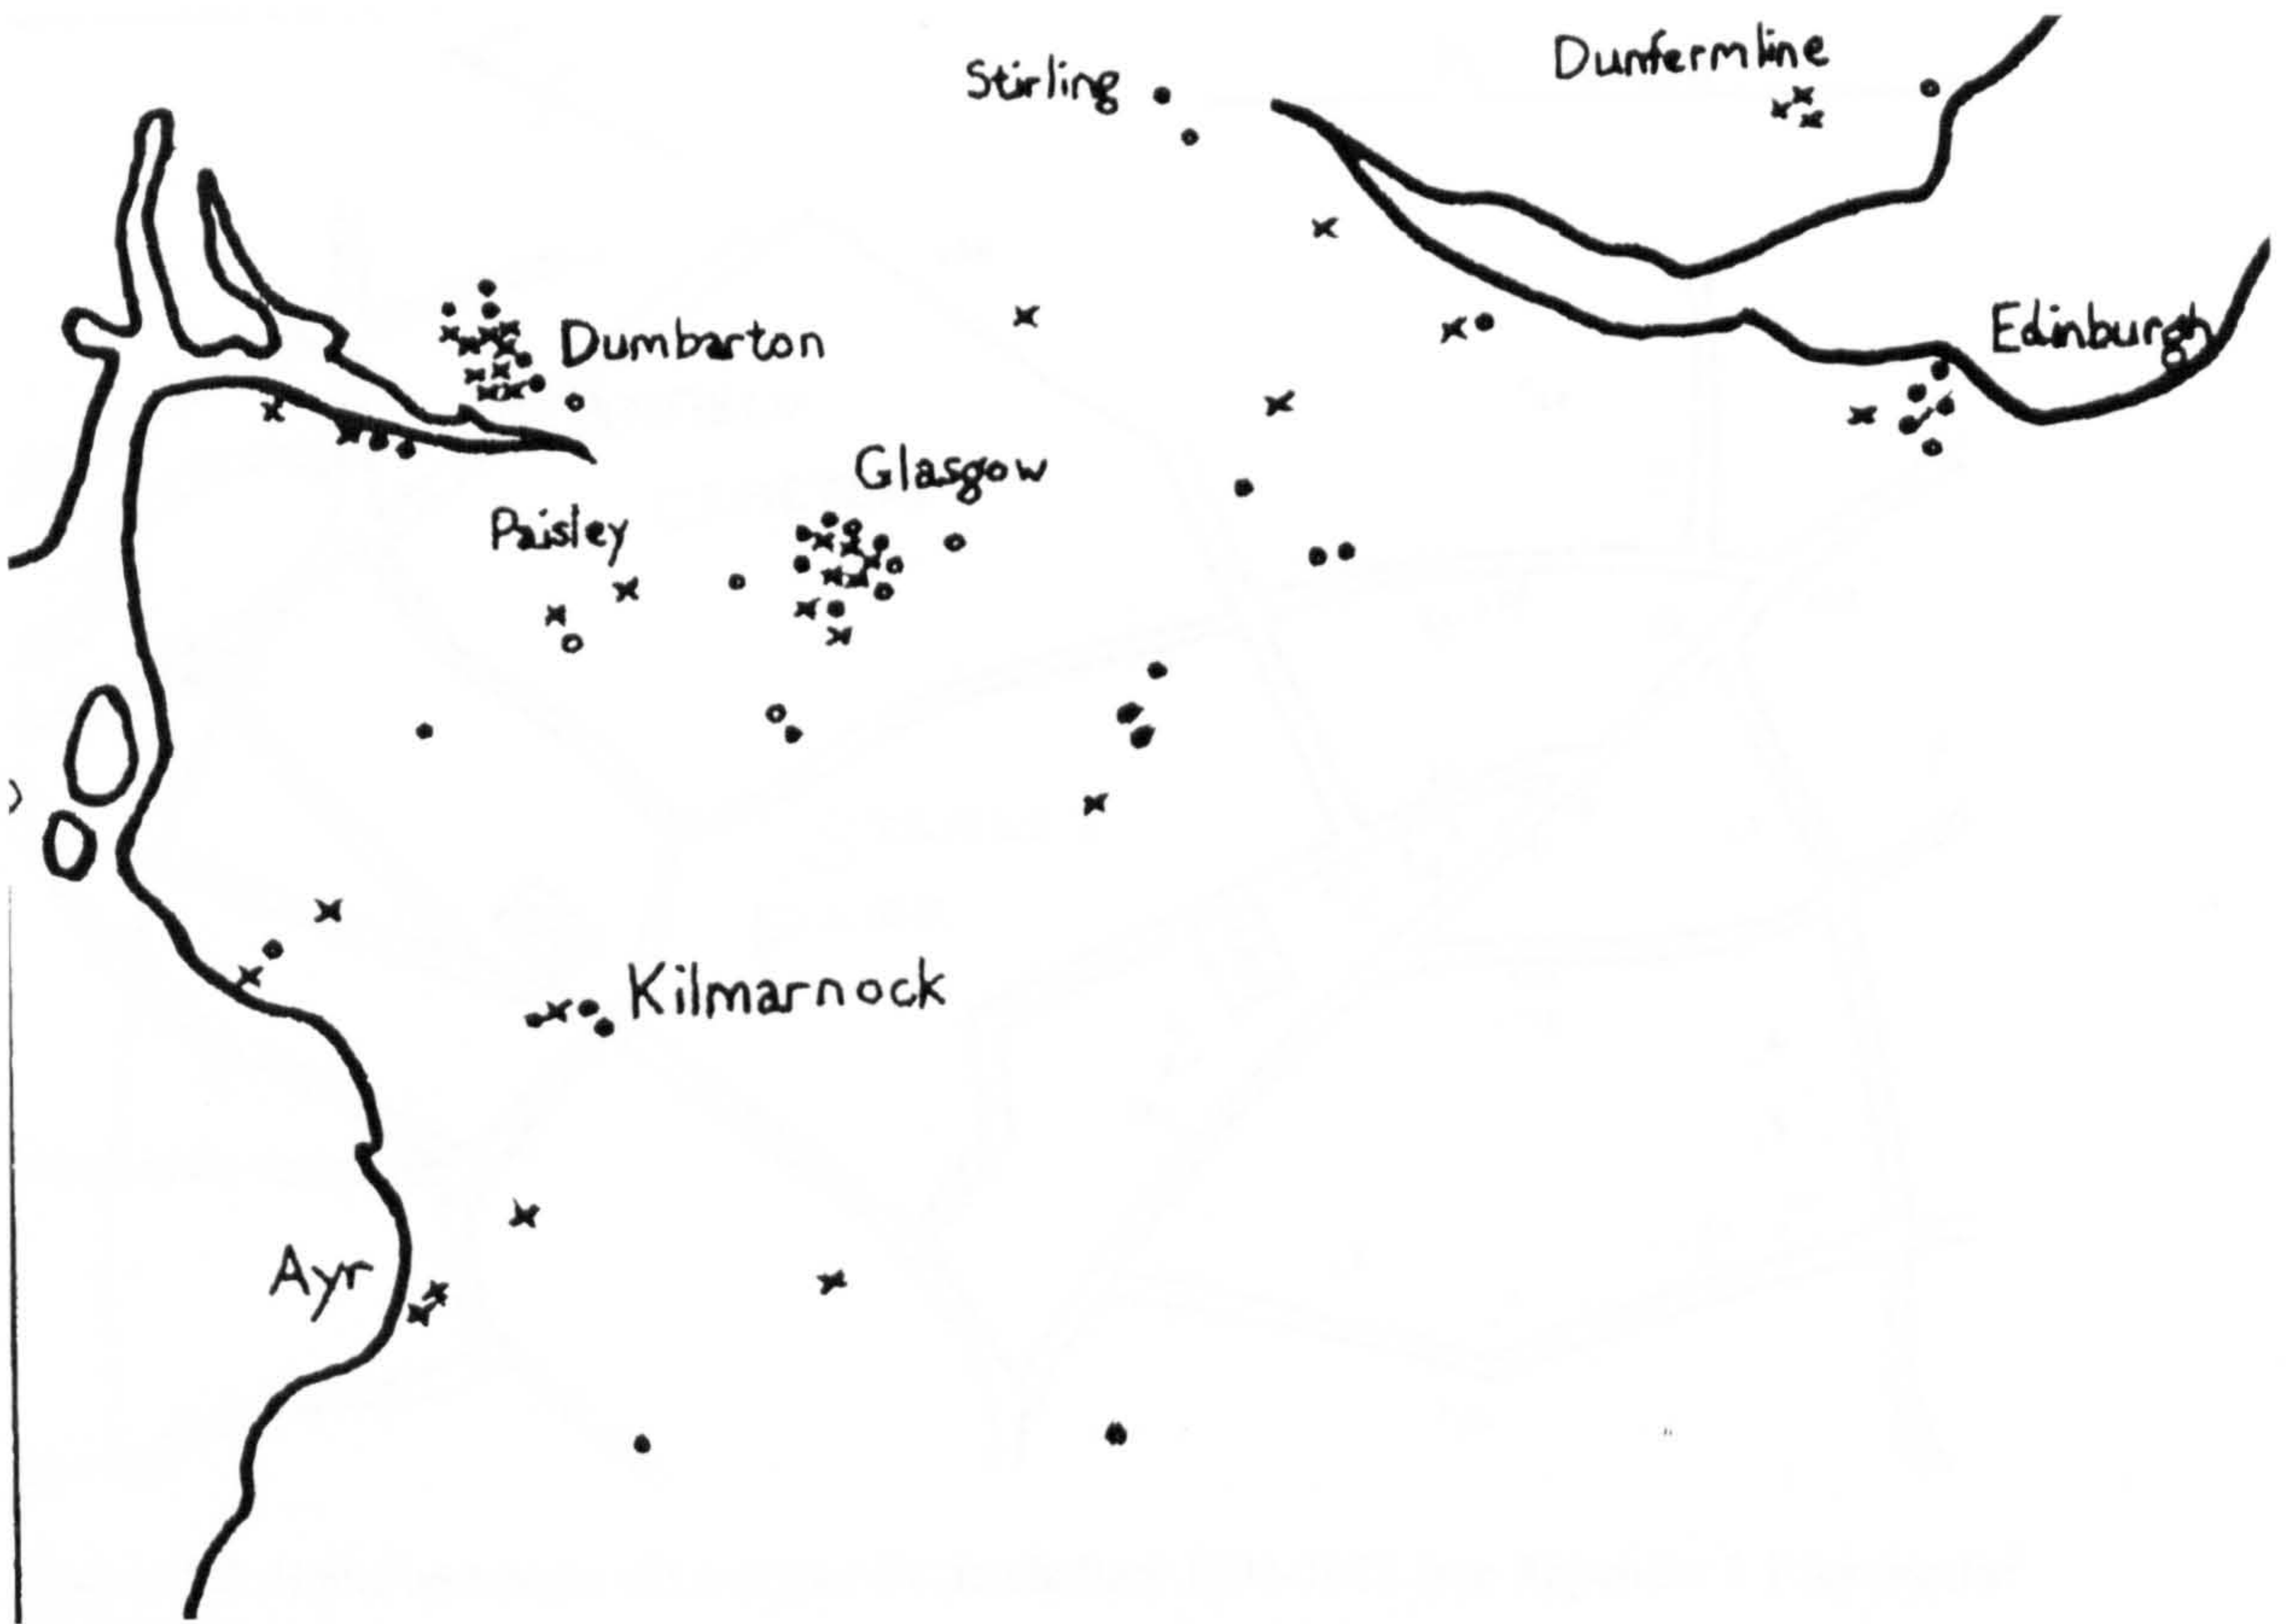 Dunfermline
Stirling
Edinburgh
Dumbarton
Glasgow
Paisley
Kilmarnock
Ayr